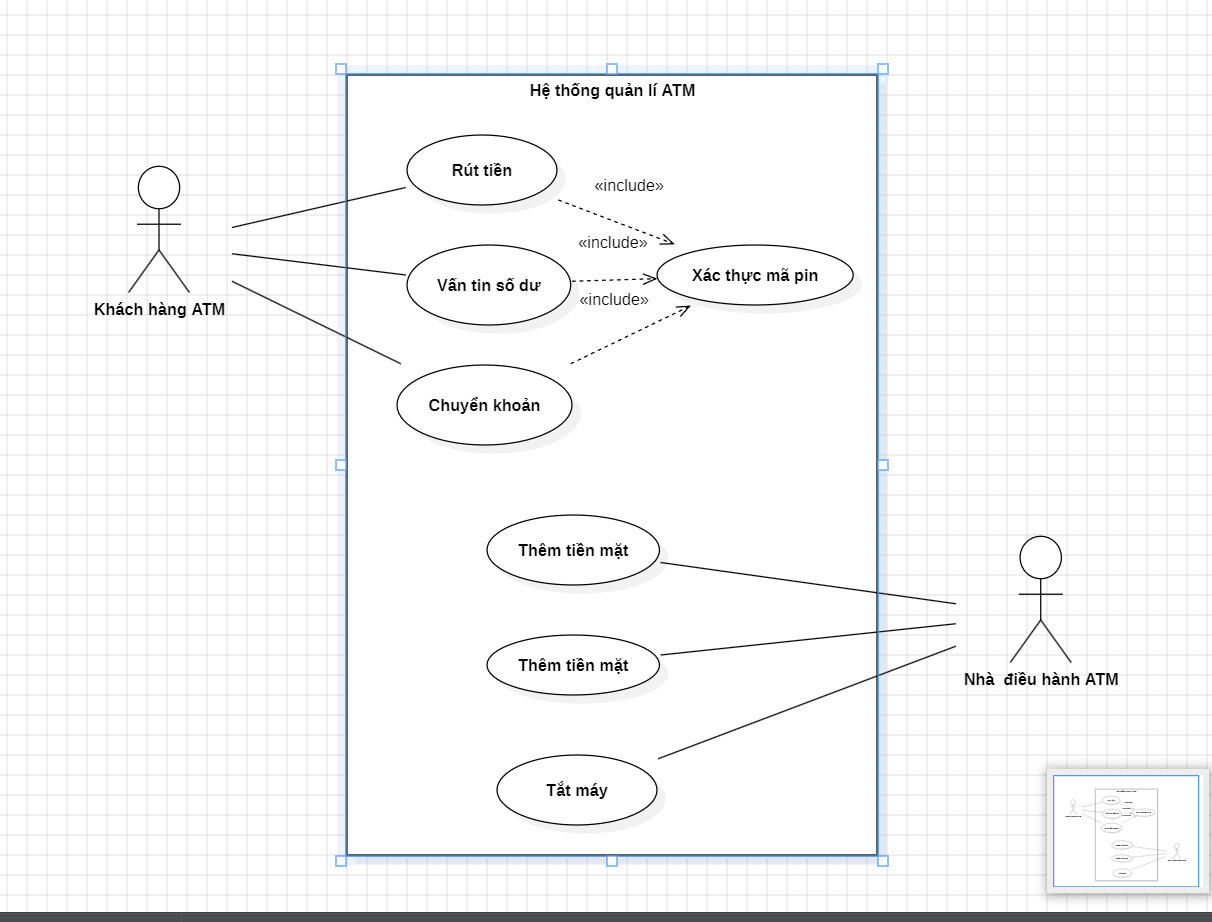 Hệ thống quản lí ATM
Rút tiền
«include»
«include»
Vấn tin số dư
Xác thực mã pin
«include»
Khách hàng ATM
Chuyển khoản
Thêm tiền mặt
Thêm tiền mặt
Nhà điều hành ATM
Tắt máy